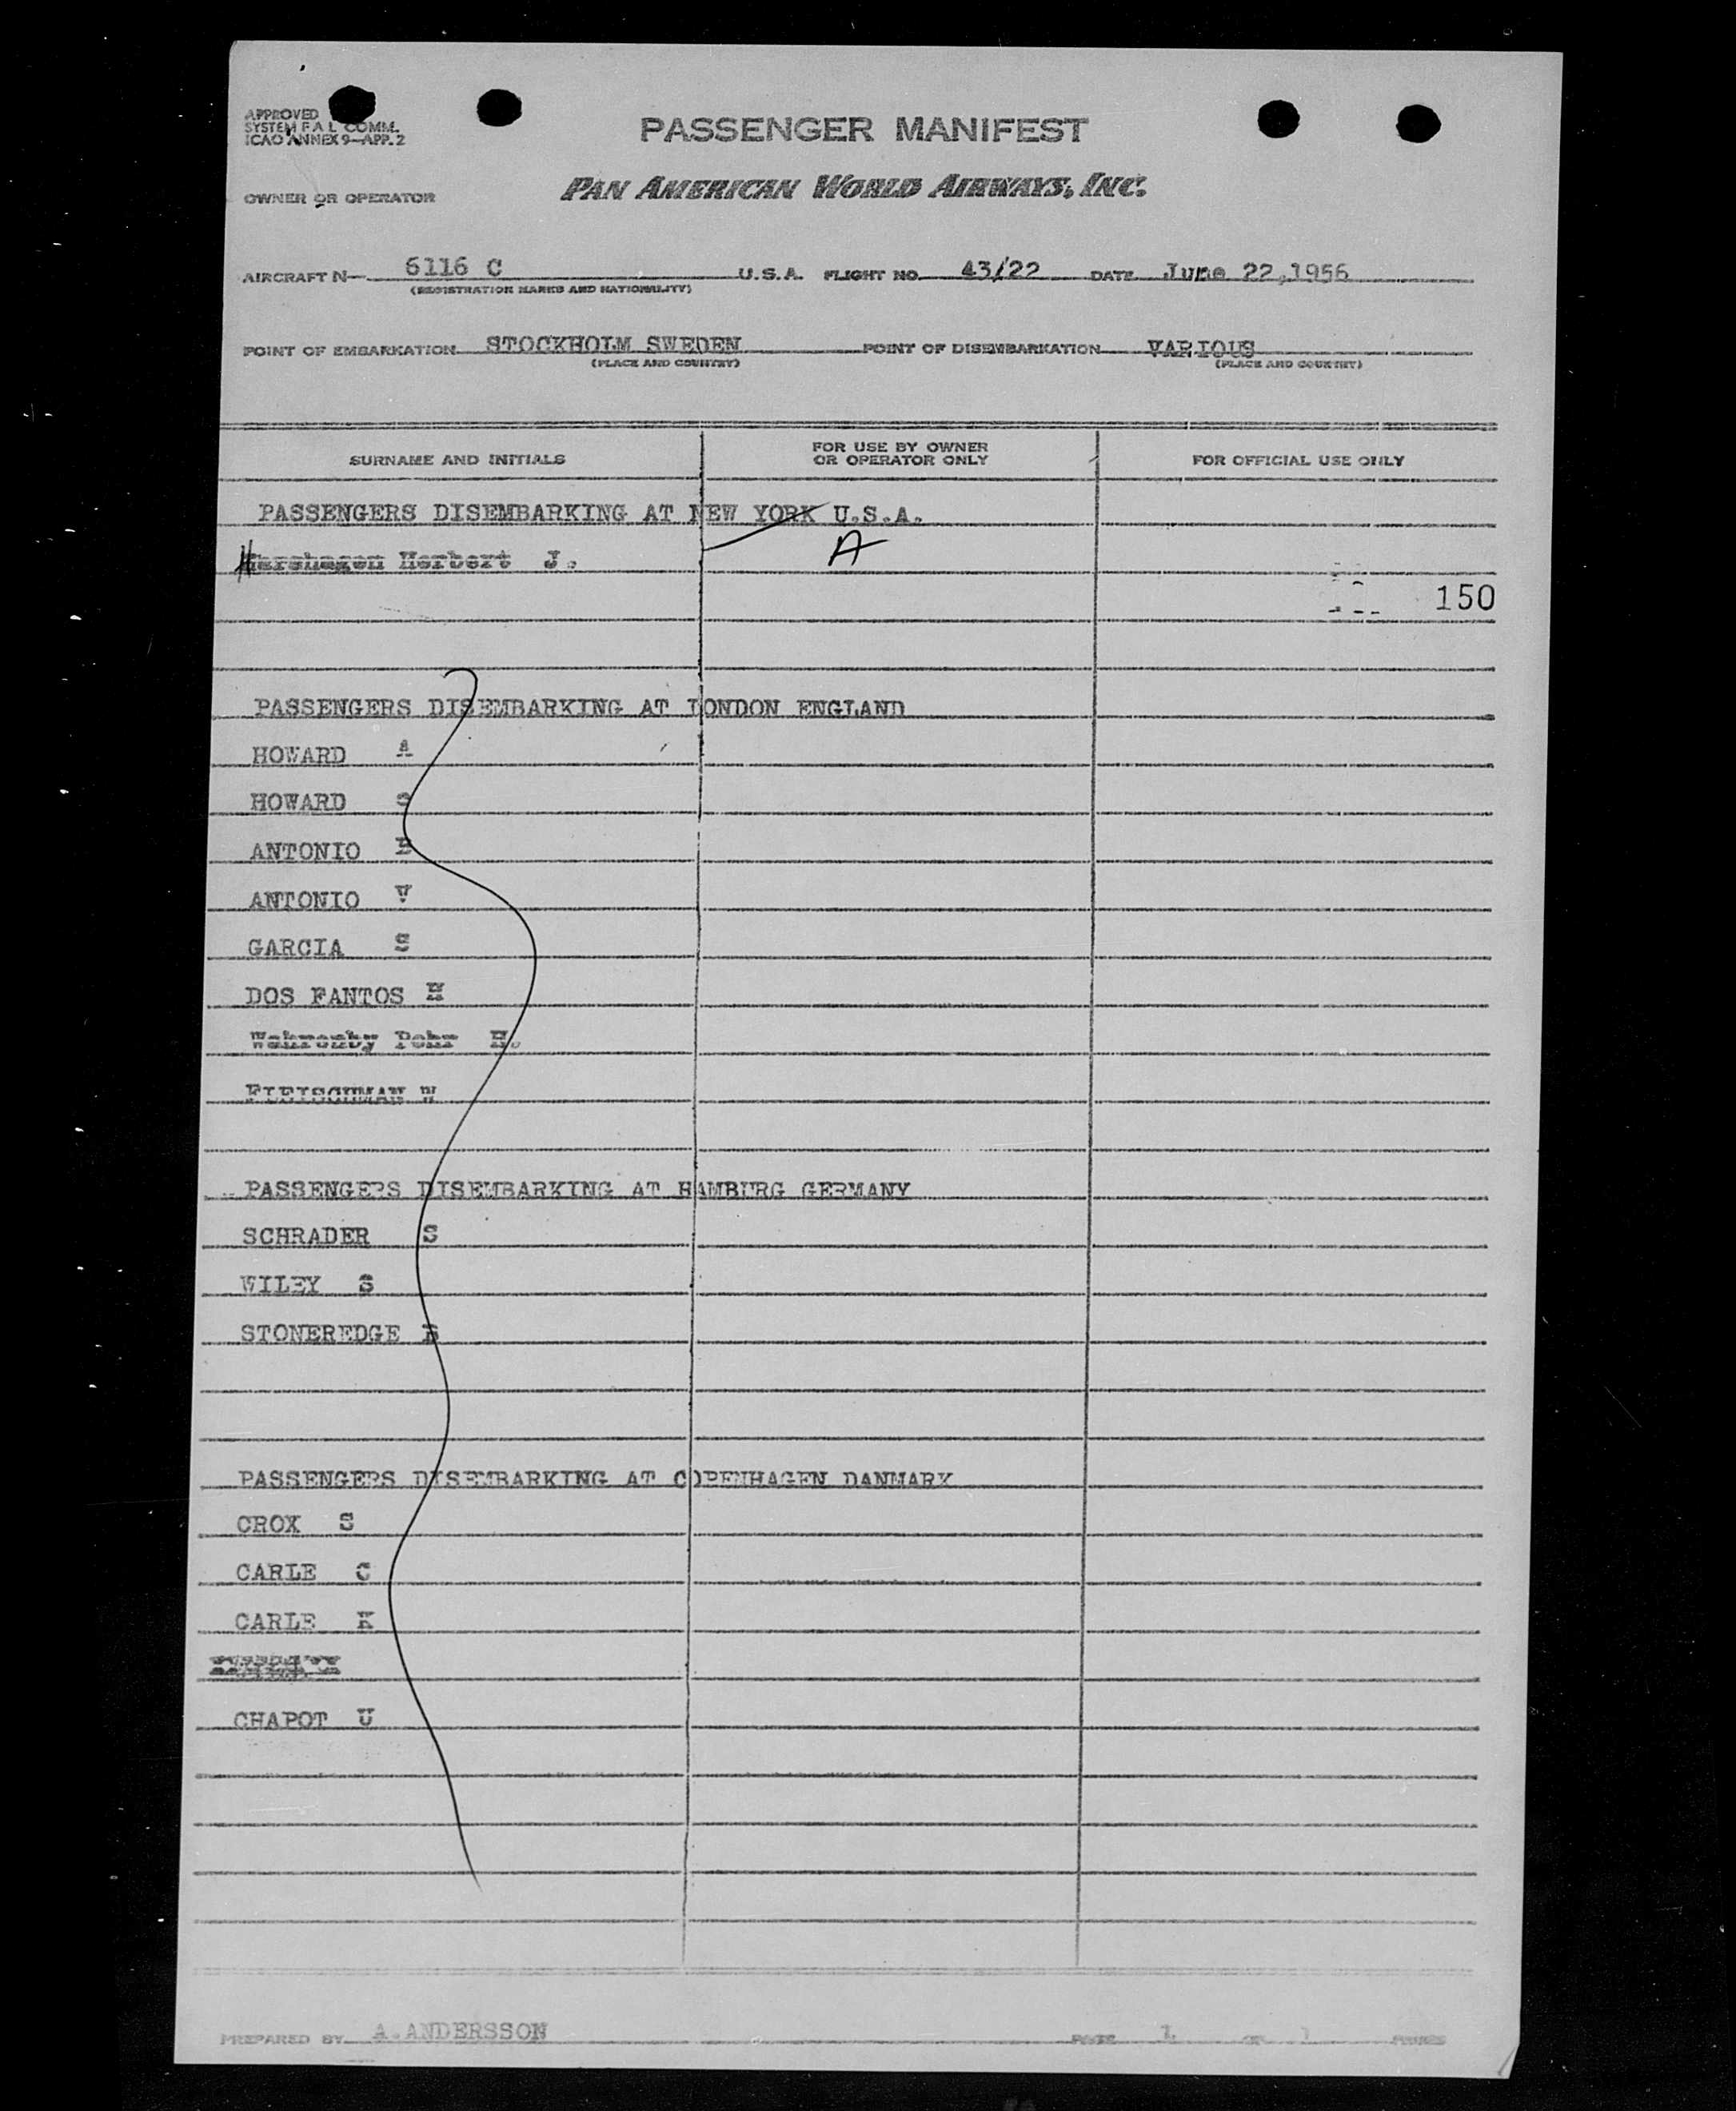 APPROVED
SYSTEM F A L COMM.
ICAO ANNEX 9—APP. 2
PASSENGER MANIFEST
OWNER OR OPERATOR PAN AMERICAN WORLD AIRWAYS, INC.
AIRCRAFT N— 6116 C U.S.A. FLIGHT NO. 43/22 DATE June 22,1956
(REGISTRATION MARKS AND NATIONALITY)
POINT OF EMBARKATION STOCKHOLM SWEDEN POINT OF DISEMBARKATION VARIOUS
(PLACE AND COUNTRY) (PLACE AND COUNTRY)
SURNAME AND INITIALS FOR USE BY OWNER OR OPERATOR ONLY FOR OFFICIAL USE ONLY
PASSENGERS DISEMBARKING AT NEW YORK U.S.A.
Herbert J. A
150
PASSENGERS DISEMBARKING AT LONDON ENGLAND
HOWARD A
HOWARD S
ANTONIO E
ANTONIO V
GARCIA S
DOS FANTOS H
Pehr H.
FLEISCHMAN W
PASSENGERS DISEMBARKING AT HAMBURG GERMANY
SCHRADER S
WILEY S
STONEREDGE
PASSENGERS DISEMBARKING AT COPENHAGEN DANMARK
CROX S
CARLE C
CARLE K
CHAPOT U
PREPARED BY A.ANDERSSON PAGE 1 OF 1 PAGES